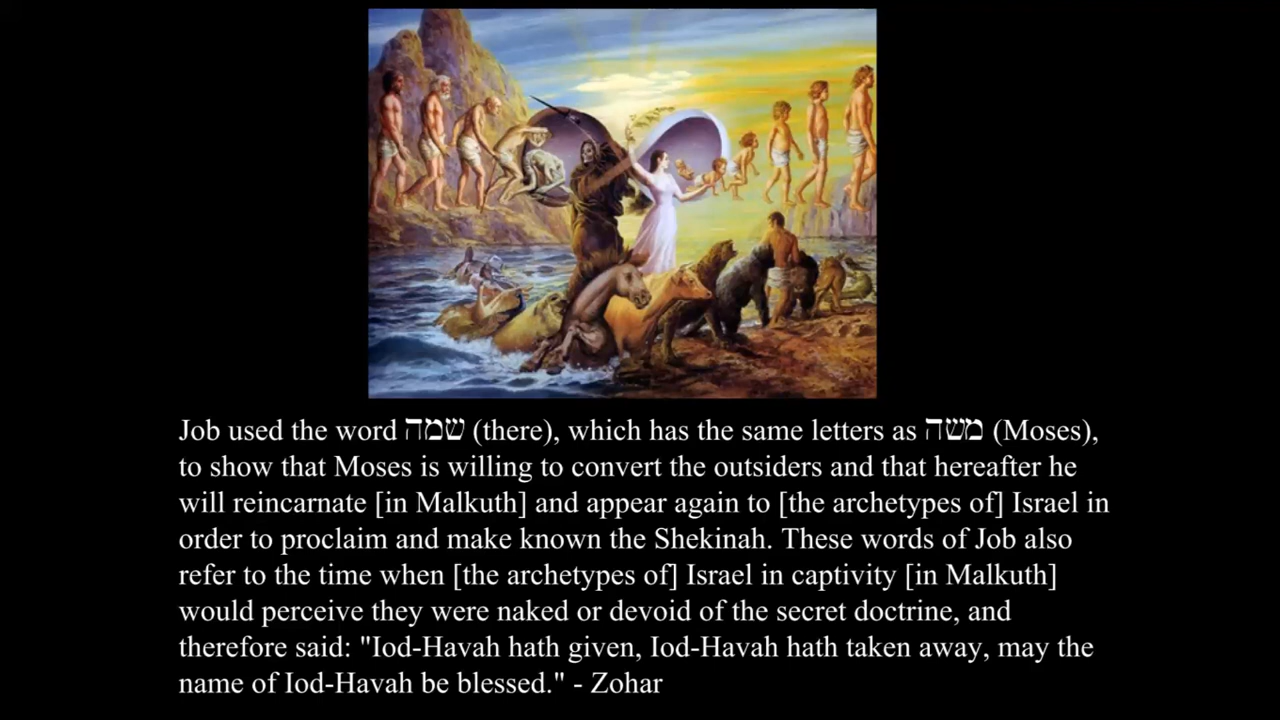 Job used the word שמה (there), which has the same letters as משה (Moses),
to show that Moses is willing to convert the outsiders and that hereafter he
will reincarnate [in Malkuth] and appear again to [the archetypes of] Israel in
order to proclaim and make known the Shekinah. These words of Job also
refer to the time when [the archetypes of] Israel in captivity [in Malkuth]
would perceive they were naked or devoid of the secret doctrine, and
therefore said: "Iod-Havah hath given, Iod-Havah hath taken away, may the
name of Iod-Havah be blessed." - Zohar